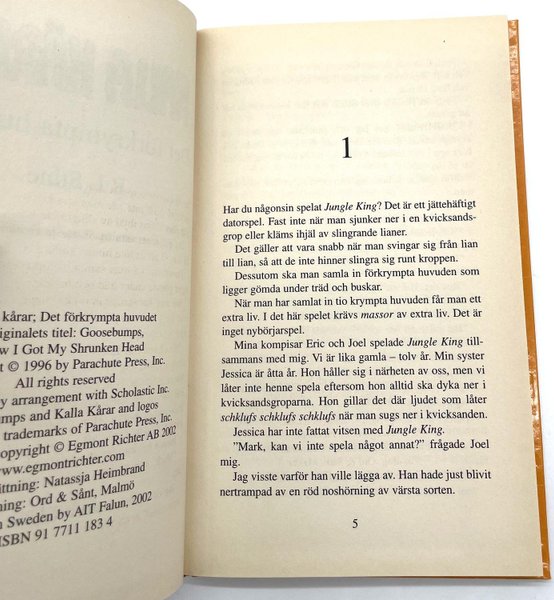 kårar; Det förkrympta huvudet
iginalets titel: Goosebumps,
w I Got My Shrunken Head
t © 1996 by Parachute Press, Inc.
All rights reserved
y arrangement with Scholastic Inc.
umps and Kalla Kårar and logos
trademarks of Parachute Press, Inc.
opyright © Egmont Richter AB 2002
www.egmontrichter.com
ttning: Natassja Heimbrand
ning: Ord & Sånt, Malmö
n Sweden by AIT Falun, 2002
ISBN 91 7711 183 4
1
Har du någonsin spelat Jungle King? Det är ett jättehäftigt
datorspel. Fast inte när man sjunker ner i en kvicksands-
grop eller kläms ihjäl av slingrande lianer.
Det gäller att vara snabb när man svingar sig från lian
till lian, så att de inte hinner slingra sig runt kroppen.
Dessutom ska man samla in förkrympta huvuden som
ligger gömda under träd och buskar.
När man har samlat in tio krympta huvuden får man ett
extra liv. I det här spelet krävs massor av extra liv. Det är
inget nybörjarspel.
Mina kompisar Eric och Joel spelade Jungle King till-
sammans med mig. Vi är lika gamla – tolv år. Min syster
Jessica är åtta år. Hon håller sig i närheten av oss, men vi
låter inte henne spela eftersom hon alltid ska dyka ner i
kvicksandsgroparna. Hon gillar det där ljudet som låter
schklufs schklufs schklufs när man sugs ner i kvicksanden.
Jessica har inte fattat vitsen med Jungle King.
”Mark, kan vi inte spela något annat?” frågade Joel
mig.
Jag visste varför han ville lägga av. Han hade just blivit
nertrampad av en röd noshörning av värsta sorten.
5